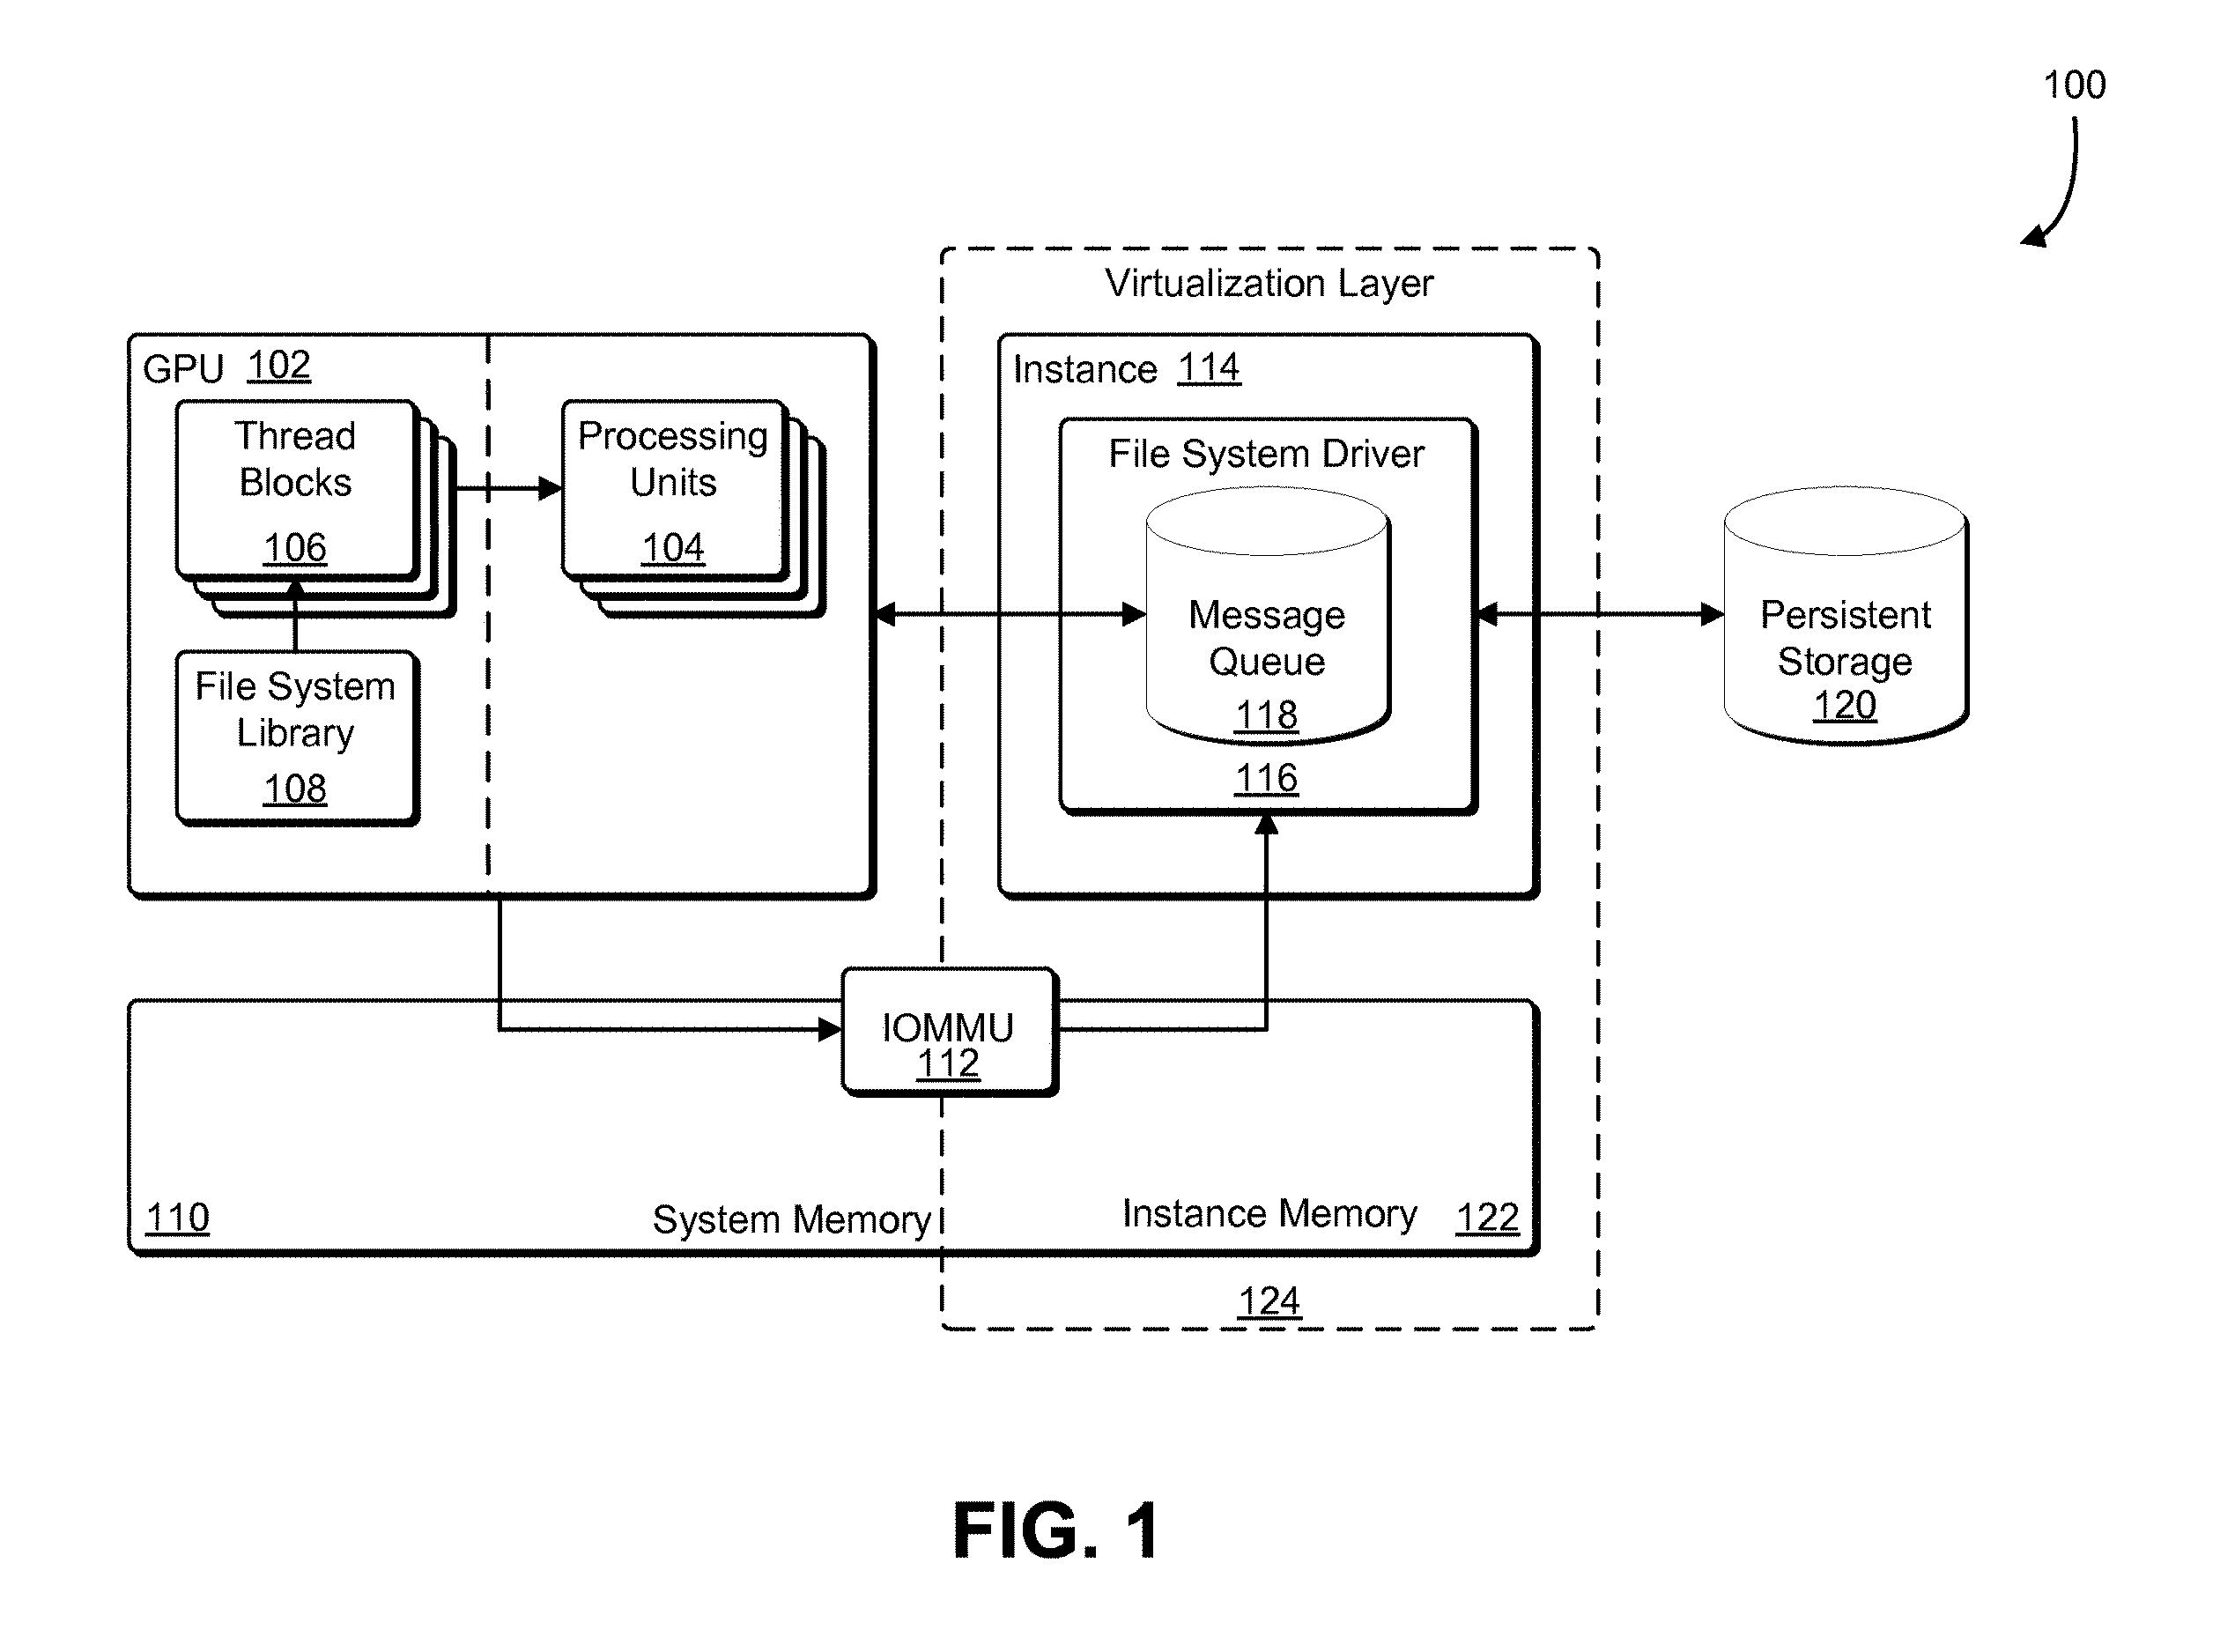 100
Virtualization Layer
GPU 102
Thread
Blocks
106
Processing
Units
104
File System
Library
108
Instance 114
File System Driver
Message
Queue
118
116
Persistent
Storage
120
IOMMU
112
110
System Memory
Instance Memory 122
124
FIG. 1